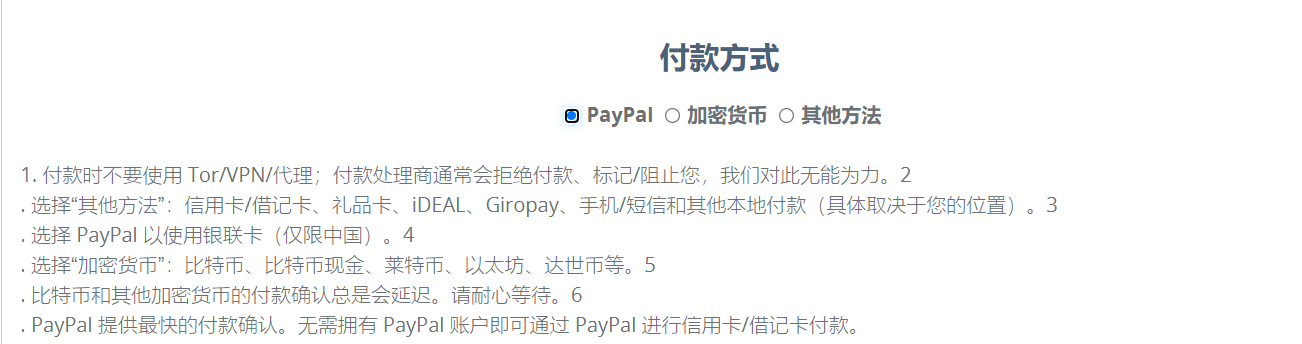 付款方式
PayPal 加密货币 其他方法
1. 付款时不要使用 Tor/VPN/代理；付款处理商通常会拒绝付款、标记/阻止您，我们对此无能为力。2
. 选择“其他方法”：信用卡/借记卡、礼品卡、iDEAL、Giropay、手机/短信和其他本地付款（具体取决于您的位置）。3
. 选择 PayPal 以使用银联卡（仅限中国）。4
. 选择“加密货币”：比特币、比特币现金、莱特币、以太坊、达世币等。5
. 比特币和其他加密货币的付款确认总是会延迟。请耐心等待。6
. PayPal 提供最快的付款确认。无需拥有 PayPal 账户即可通过 PayPal 进行信用卡/借记卡付款。